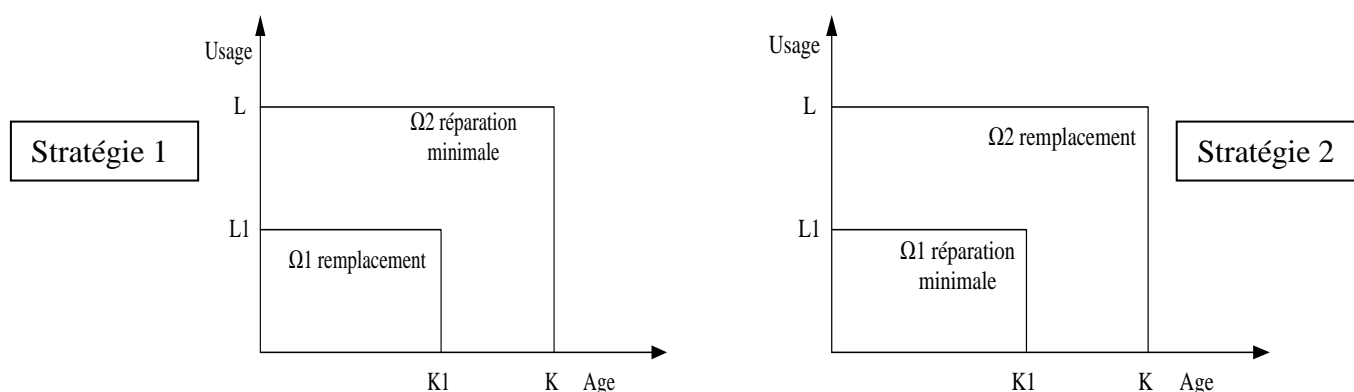 Usage
L
Ω2 réparation
minimale
Stratégie 1
L1
Ω1 remplacement
K1
K
Age
Usage
L
Ω2 remplacement
Stratégie 2
L1
Ω1 réparation
minimale
K1
K
Age